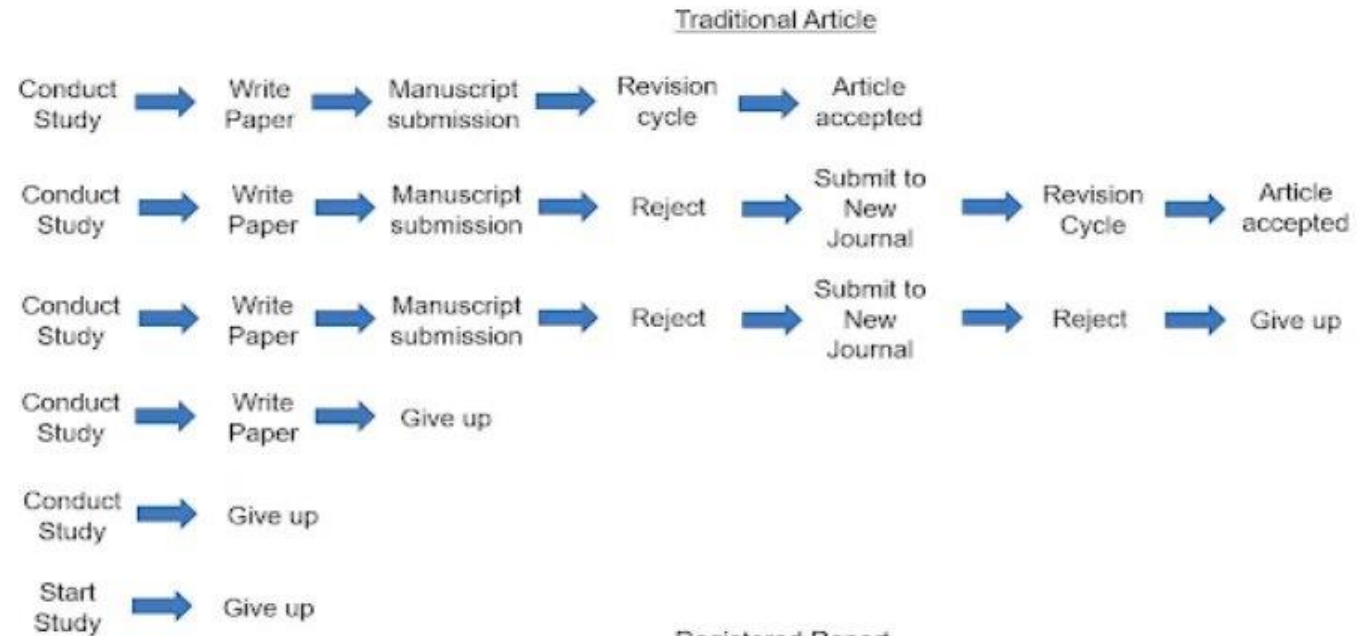 Traditional Article
Conduct Study Write Paper Manuscript submission Revision cycle Article accepted
Conduct Study Write Paper Manuscript submission Reject Submit to New Journal Revision Cycle Article accepted
Conduct Study Write Paper Manuscript submission Reject Submit to New Journal Reject Give up
Conduct Study Write Paper Give up
Conduct Study Give up
Start Study Give up
Registered Report